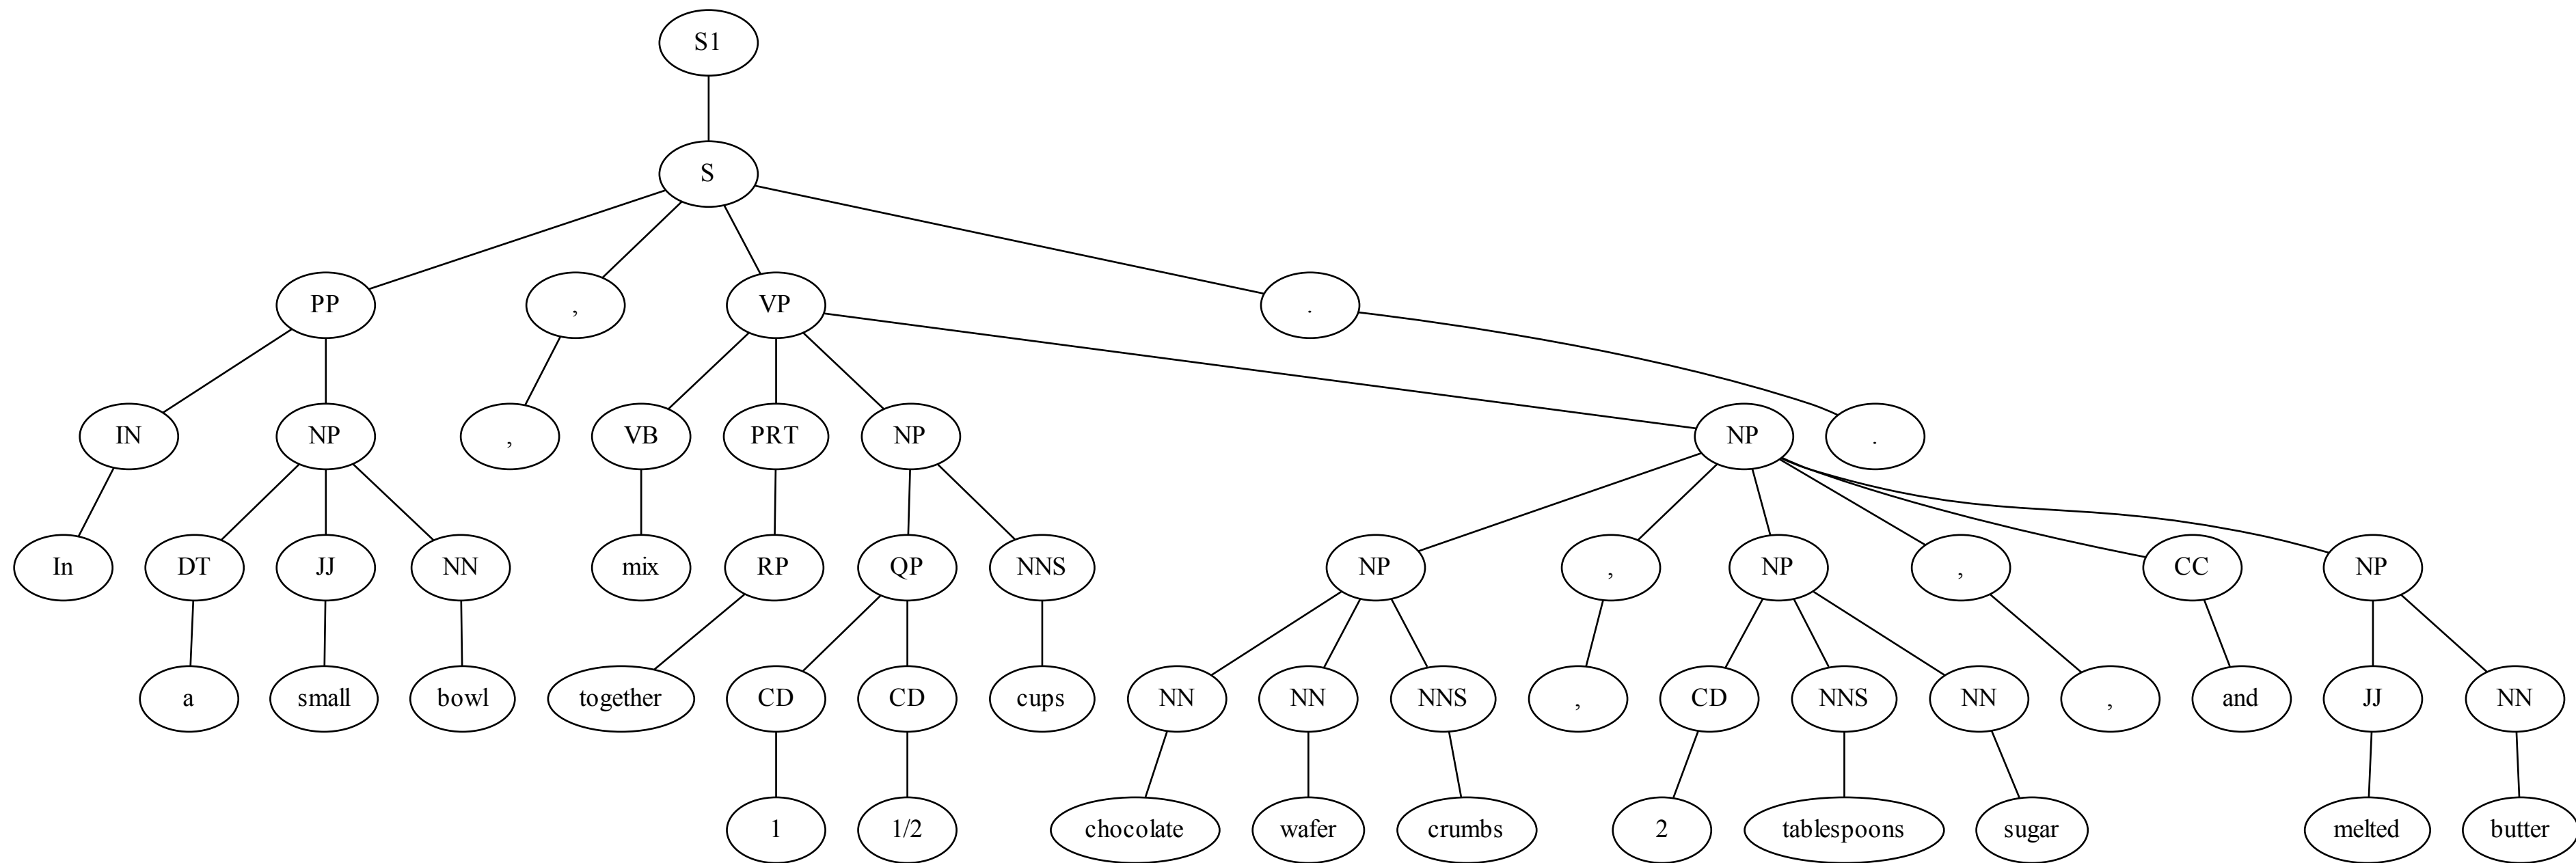 S1
S
PP , VP .
IN NP , VB PRT NP NP .
In DT JJ NN mix RP QP NNS NP , NP , CC NP
a small bowl together CD CD cups NN NN NNS , CD NNS NN , and JJ NN
1 1/2 chocolate wafer crumbs 2 tablespoons sugar melted butter